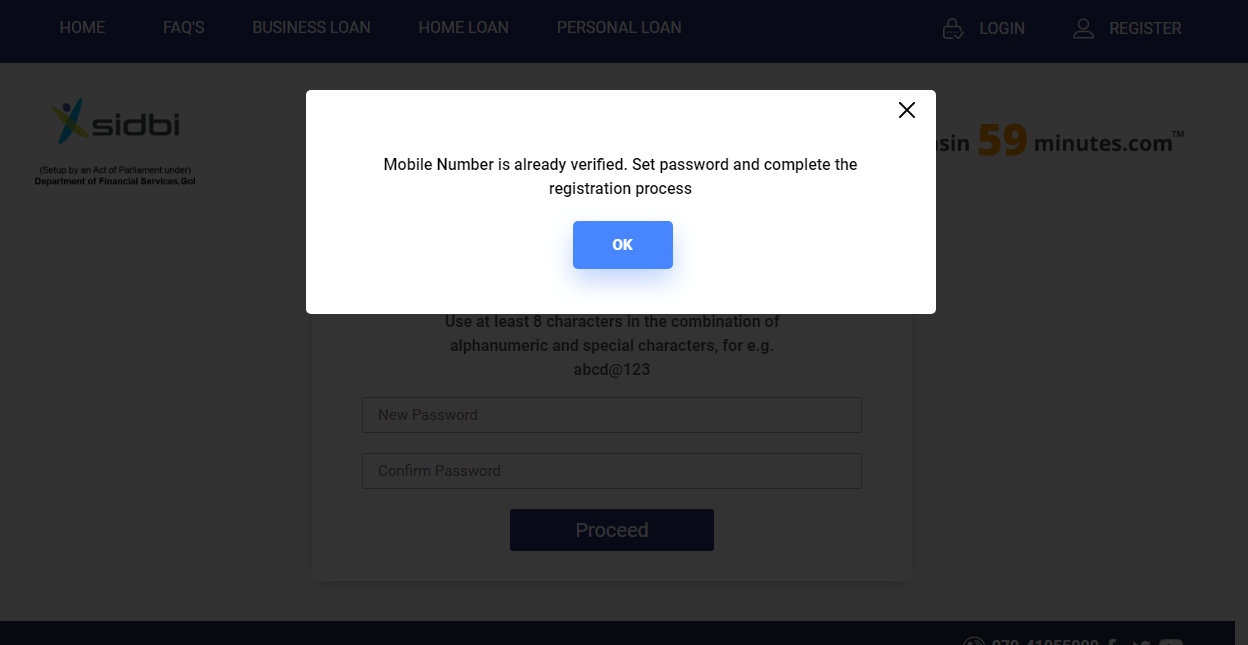 HOME FAQ'S BUSINESS LOAN HOME LOAN PERSONAL LOAN LOGIN REGISTER
sidbi
(Setup by an Act of Parliament under)
Department of Financial Services,GoI
sin 59 minutes.com™
Mobile Number is already verified. Set password and complete the
registration process
OK
Use at least 8 characters in the combination of
alphanumeric and special characters, for e.g.
abcd@123
New Password
Confirm Password
Proceed